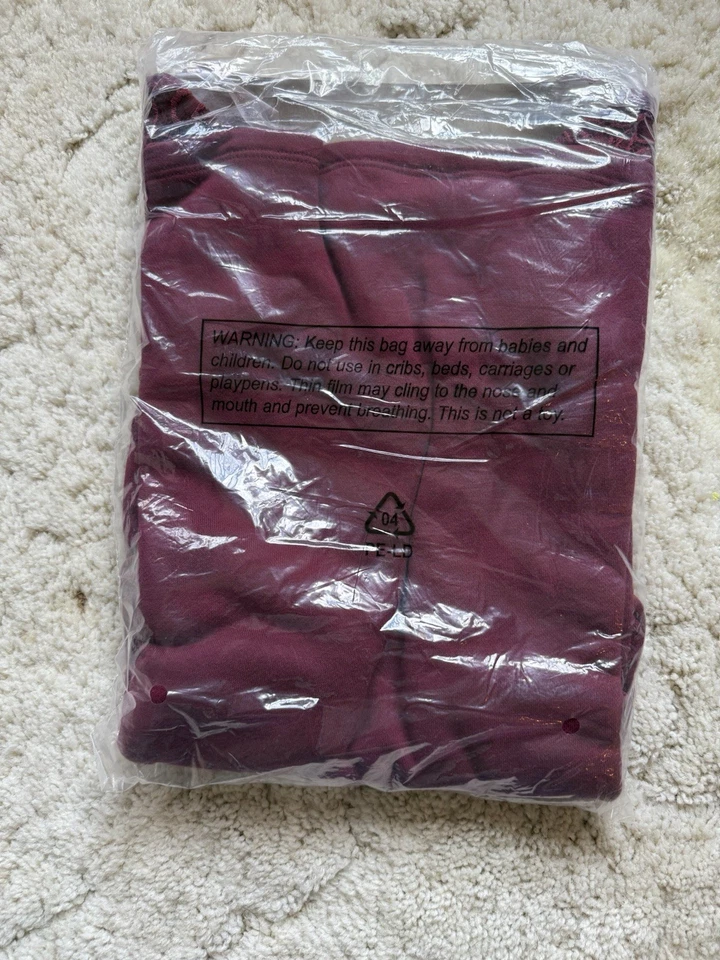 WARNING: Keep this bag away from babies and
children. Do not use in cribs, beds, carriages or
playpens. Thin film may cling to the nose and
mouth and prevent breathing. This is not a toy.
04
PE-LD